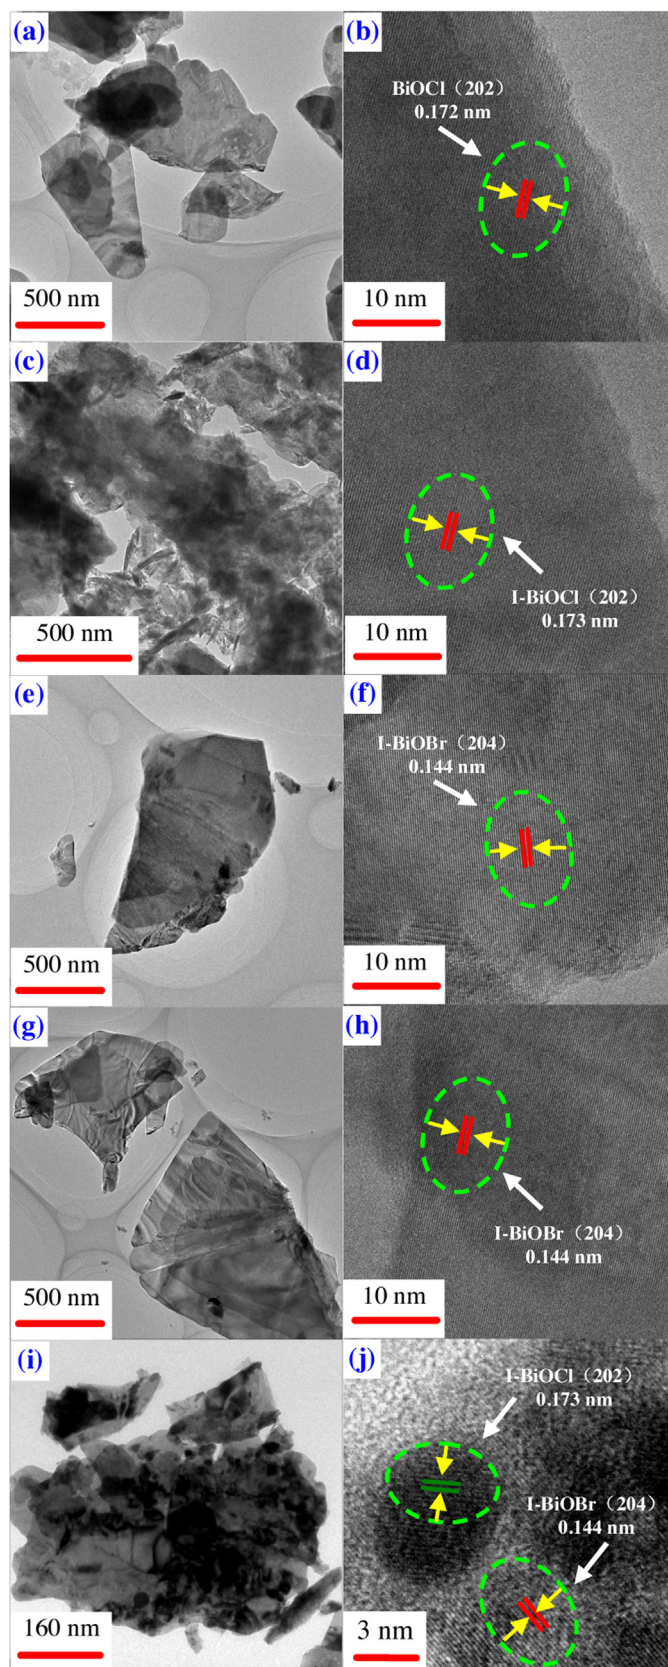 (a)
500 nm
(b)
BiOCl（202）
0.172 nm
10 nm
(c)
500 nm
(d)
I-BiOCl（202）
0.173 nm
10 nm
(e)
500 nm
(f)
I-BiOBr（204）
0.144 nm
10 nm
(g)
500 nm
(h)
I-BiOBr（204）
0.144 nm
10 nm
(i)
160 nm
(j)
I-BiOCl（202）
0.173 nm
I-BiOBr（204）
0.144 nm
3 nm